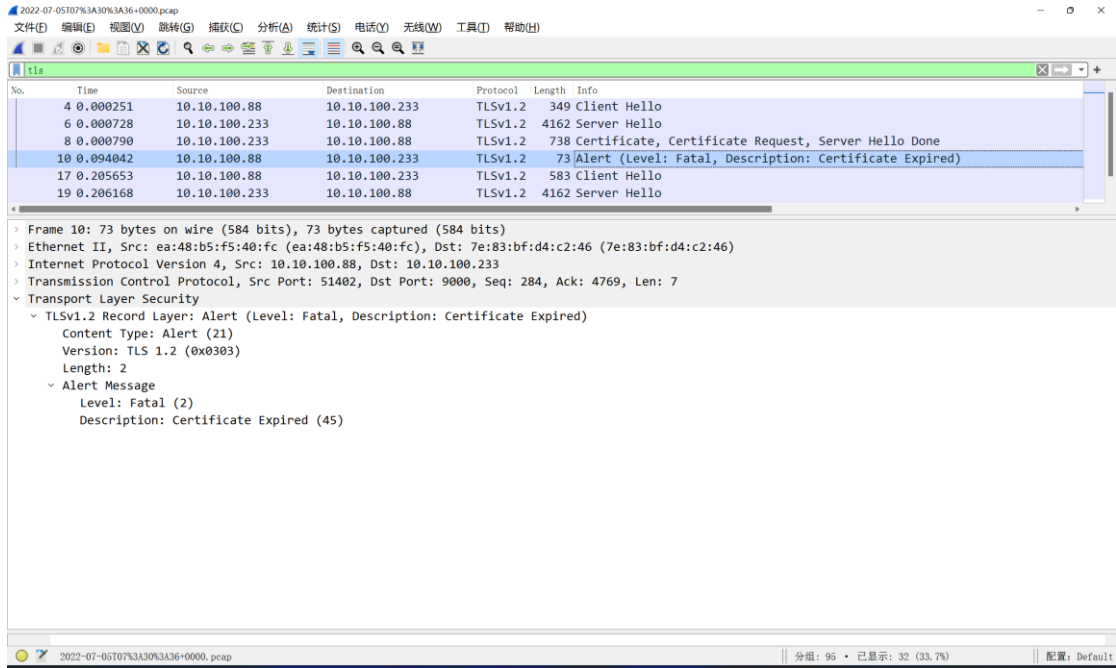 2022-07-05T07%3A30%3A36+0000.pcap
文件(F) 编辑(E) 视图(V) 跳转(G) 捕获(C) 分析(A) 统计(S) 电话(Y) 无线(W) 工具(T) 帮助(H)
tls
No. Time Source Destination Protocol Length Info
4 0.000251 10.10.100.88 10.10.100.233 TLSv1.2 349 Client Hello
6 0.000728 10.10.100.233 10.10.100.88 TLSv1.2 4162 Server Hello
8 0.000790 10.10.100.233 10.10.100.88 TLSv1.2 738 Certificate, Certificate Request, Server Hello Done
10 0.094042 10.10.100.88 10.10.100.233 TLSv1.2 73 Alert (Level: Fatal, Description: Certificate Expired)
17 0.205653 10.10.100.88 10.10.100.233 TLSv1.2 583 Client Hello
19 0.206168 10.10.100.233 10.10.100.88 TLSv1.2 4162 Server Hello
Frame 10: 73 bytes on wire (584 bits), 73 bytes captured (584 bits)
Ethernet II, Src: ea:48:b5:f5:40:fc (ea:48:b5:f5:40:fc), Dst: 7e:83:bf:d4:c2:46 (7e:83:bf:d4:c2:46)
Internet Protocol Version 4, Src: 10.10.100.88, Dst: 10.10.100.233
Transmission Control Protocol, Src Port: 51402, Dst Port: 9000, Seq: 284, Ack: 4769, Len: 7
Transport Layer Security
TLSv1.2 Record Layer: Alert (Level: Fatal, Description: Certificate Expired)
Content Type: Alert (21)
Version: TLS 1.2 (0x0303)
Length: 2
Alert Message
Level: Fatal (2)
Description: Certificate Expired (45)
2022-07-05T07%3A30%3A36+0000.pcap 分组: 95 • 已显示: 32 (33.7%) 配置: Default